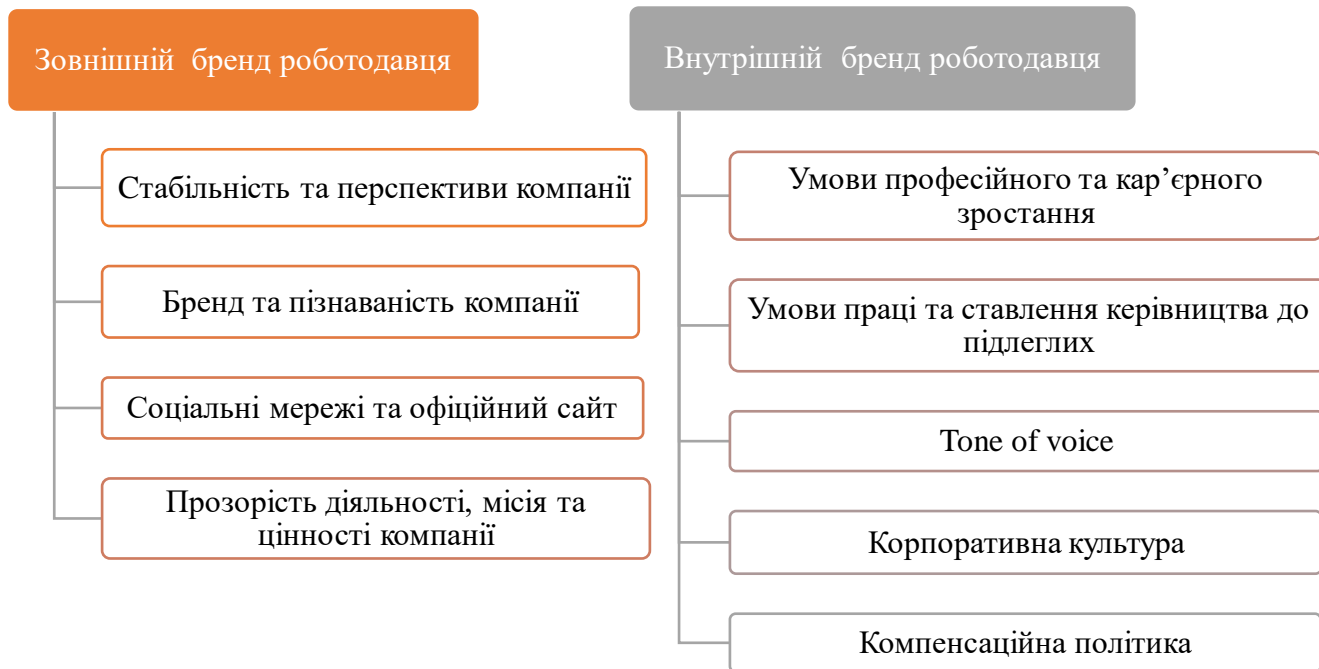 Зовнішній бренд роботодавця
Стабільність та перспективи компанії
Бренд та пізнаваність компанії
Соціальні мережі та офіційний сайт
Прозорість діяльності, місія та
цінності компанії
Внутрішній бренд роботодавця
Умови професійного та кар’єрного
зростання
Умови праці та ставлення керівництва до
підлеглих
Tone of voice
Корпоративна культура
Компенсаційна політика